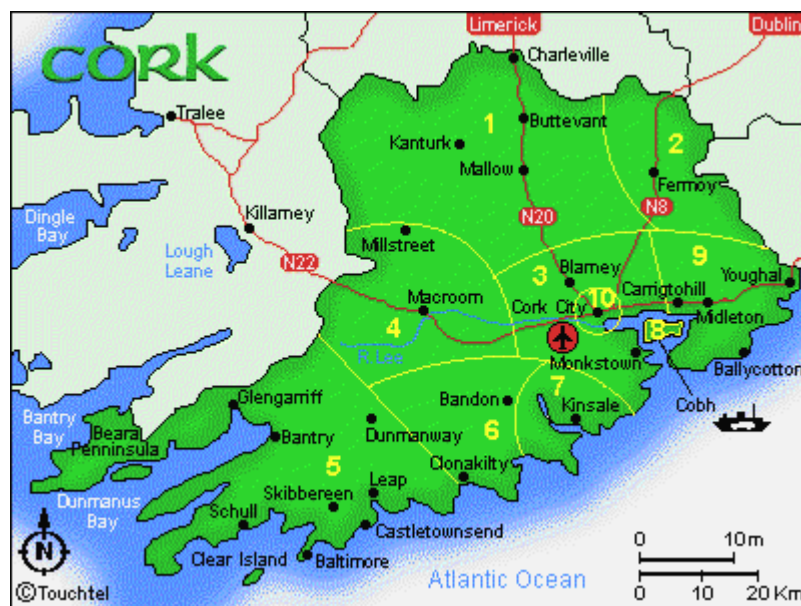 CORK
Limerick
Dublin
Charleville
Tralee
1
Buttevant
2
Kanturk
Mallow
Fermoy
Dingle
Bay
Killarney
N20
N8
Lough
Leane
Millstreet
9
N22
3
Blarney
Youghal
Macroom
Cork City
10
Carrigtohill
4
8
Midleton
R.Lee
Monkstown
Ballycotton
Glengarriff
7
Bantry
Bay
Beara
Penninsula
Bandon
Kinsale
Cobh
Bantry
Dunmanway
6
Dunmanus
Bay
5
Clonakilty
Leap
Skibbereen
Schull
Castletownsend
N
Clear Island
Baltimore
0 10m
Atlantic Ocean
0 10 20 Km
©Touchtel